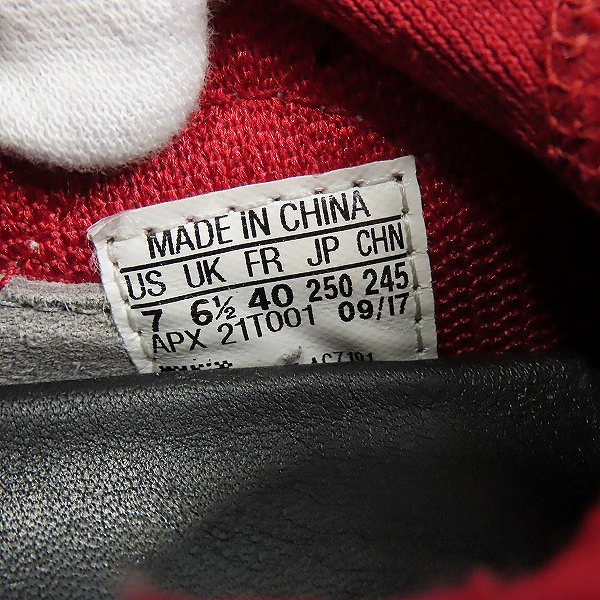 MADE IN CHINA
US UK FR JP CHN
7 6½ 40 250 245
APX 21T001 09/17